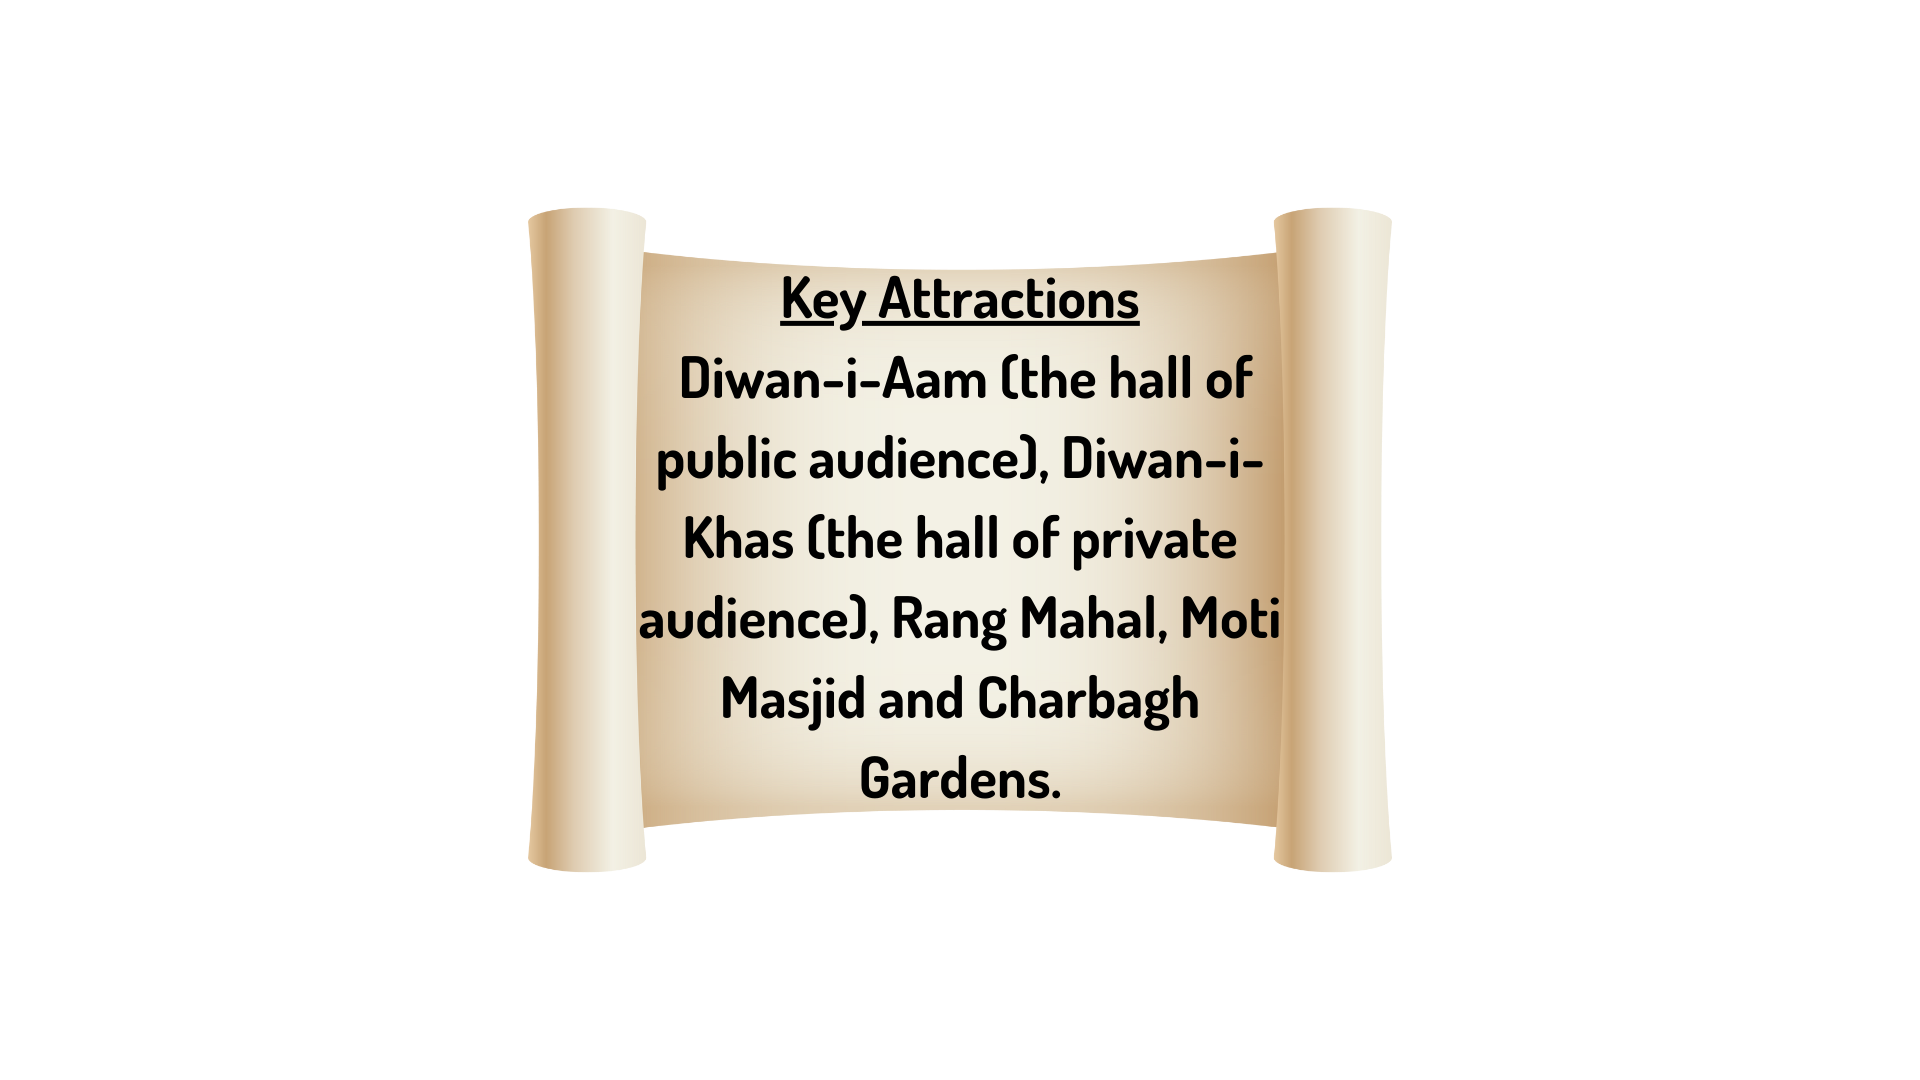 Key Attractions
Diwan-i-Aam (the hall of
public audience), Diwan-i-
Khas (the hall of private
audience), Rang Mahal, Moti
Masjid and Charbagh
Gardens.